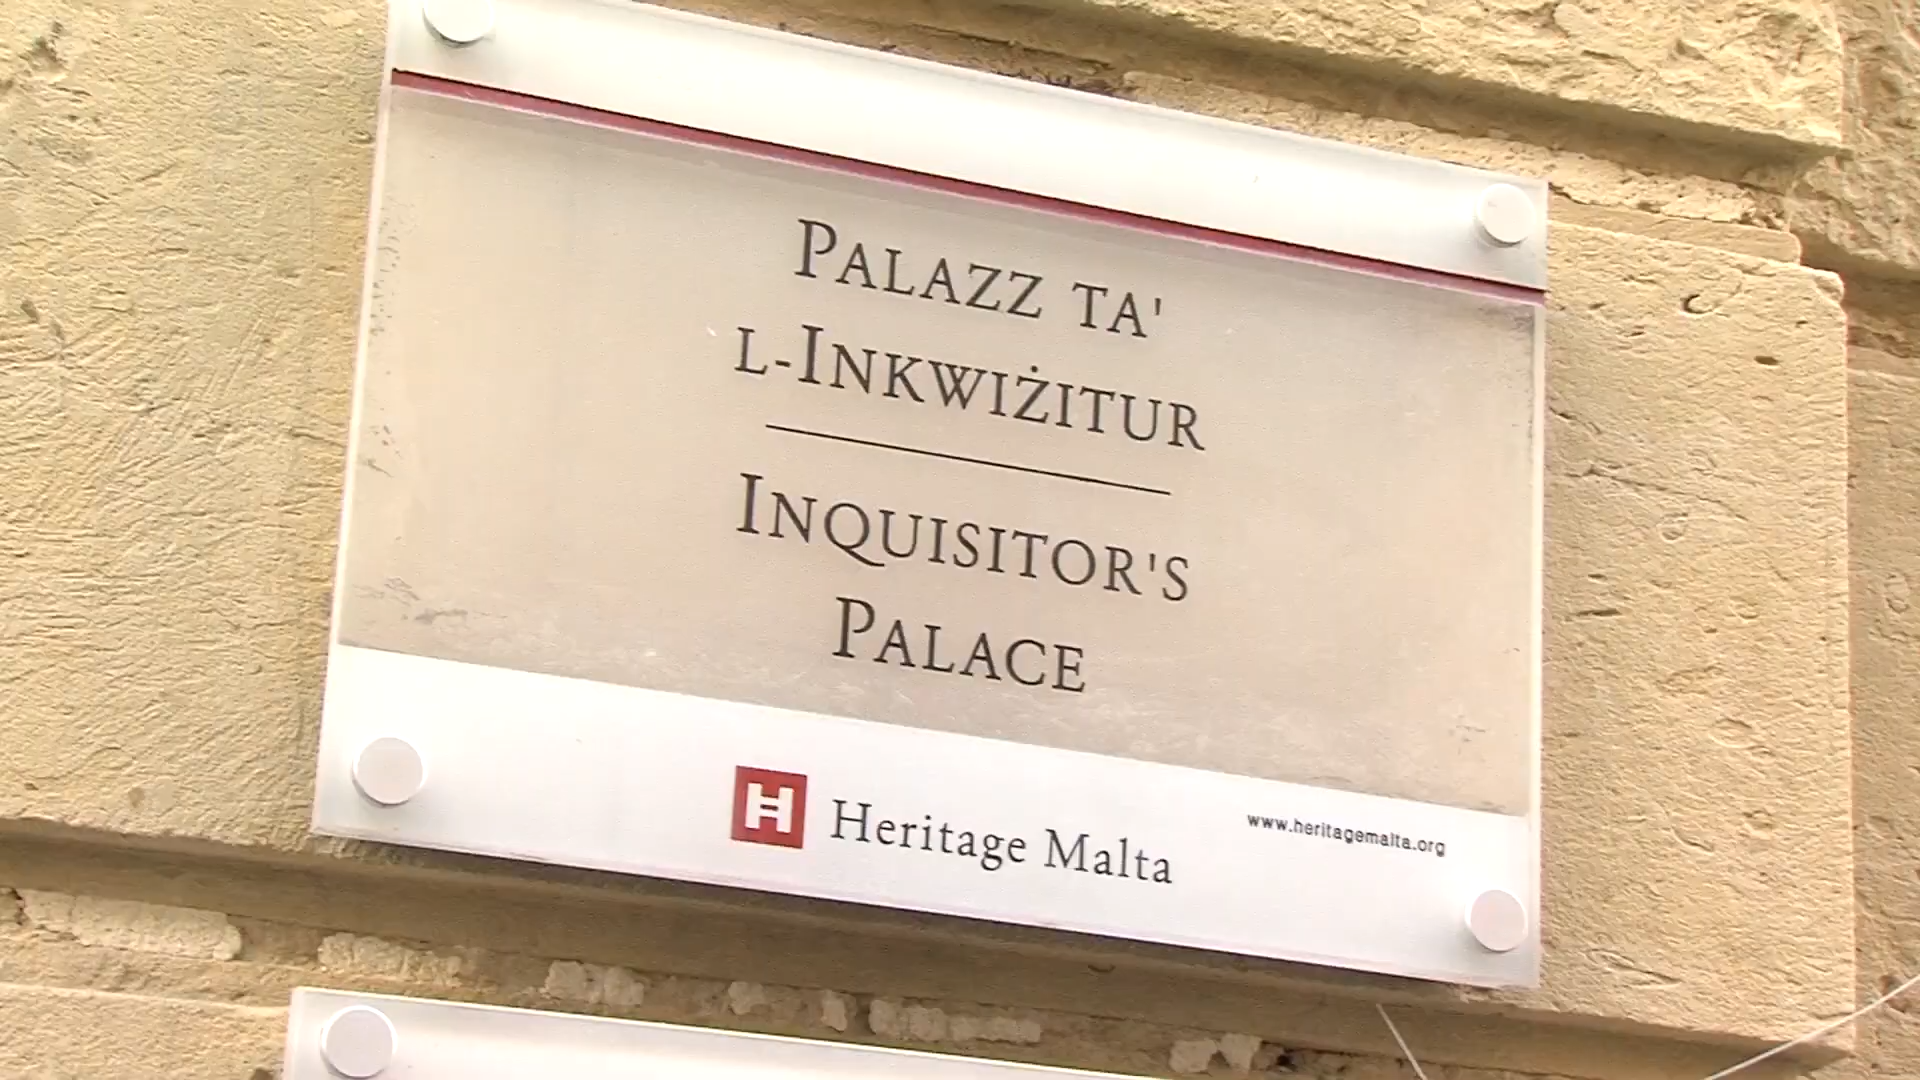 PALAZZ TA'
L-INKWIŻITUR
INQUISITOR'S
PALACE
H Heritage Malta
www.heritagemalta.org